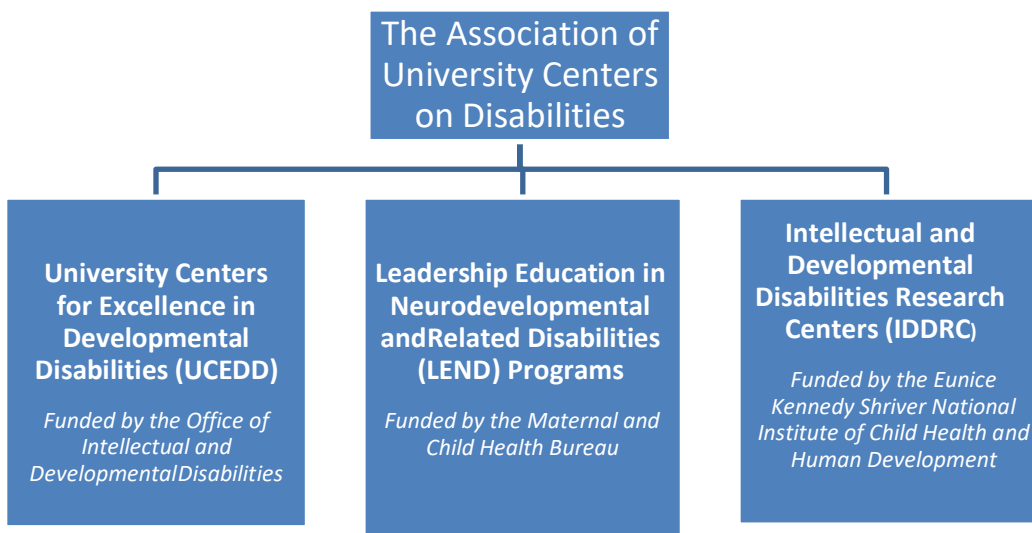 The Association of
University Centers
on Disabilities
University Centers
for Excellence in
Developmental
Disabilities (UCEDD)
Funded by the Office of
Intellectual and
DevelopmentalDisabilities
Leadership Education in
Neurodevelopmental
andRelated Disabilities
(LEND) Programs
Funded by the Maternal and
Child Health Bureau
Intellectual and
Developmental
Disabilities Research
Centers (IDDRC)
Funded by the Eunice
Kennedy Shriver National
Institute of Child Health and
Human Development